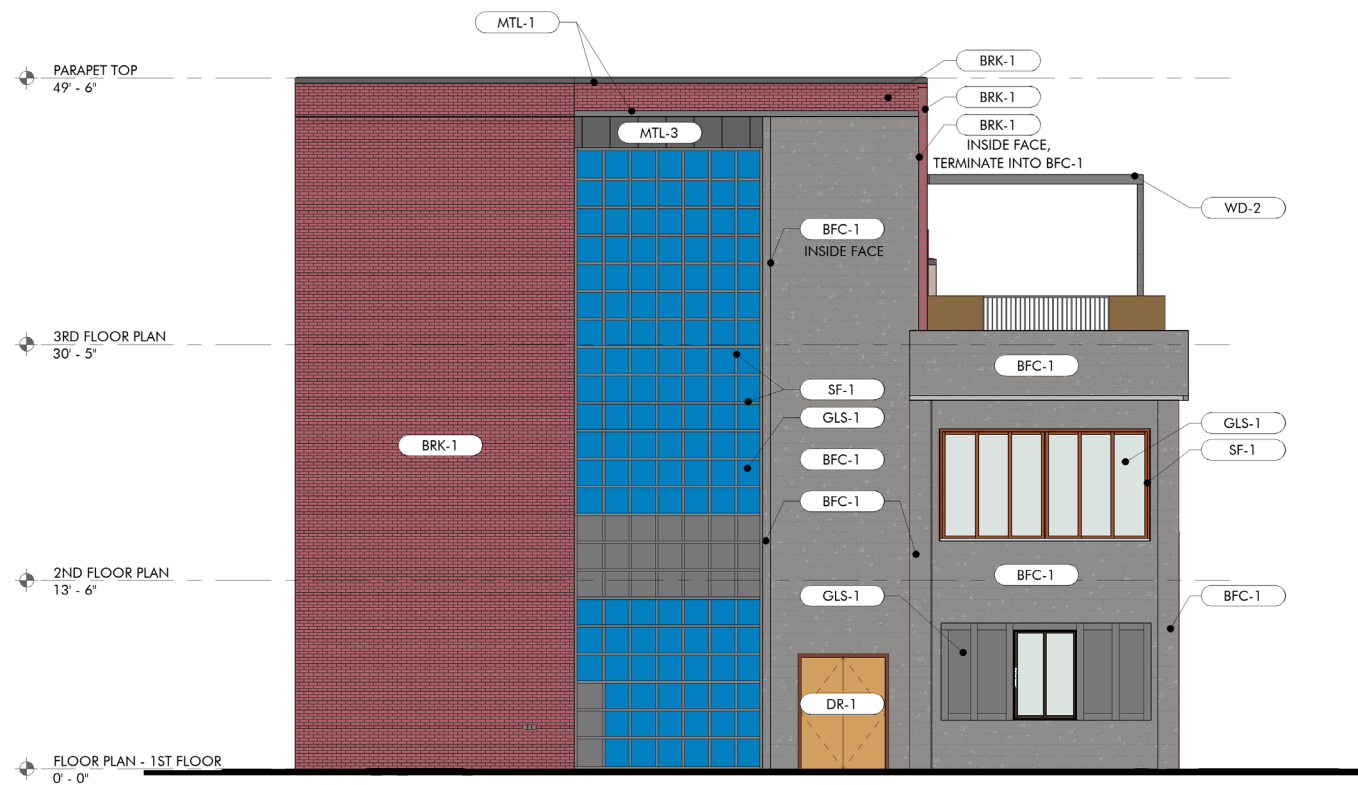 MTL-1
PARAPET TOP
49' - 6"
BRK-1
BRK-1
BRK-1
INSIDE FACE,
TERMINATE INTO BFC-1
MTL-3
WD-2
BFC-1
INSIDE FACE
3RD FLOOR PLAN
30' - 5"
BFC-1
SF-1
GLS-1
GLS-1
BRK-1
SF-1
BFC-1
BFC-1
2ND FLOOR PLAN
13' - 6"
BFC-1
GLS-1
BFC-1
DR-1
FLOOR PLAN - 1ST FLOOR
0' - 0"